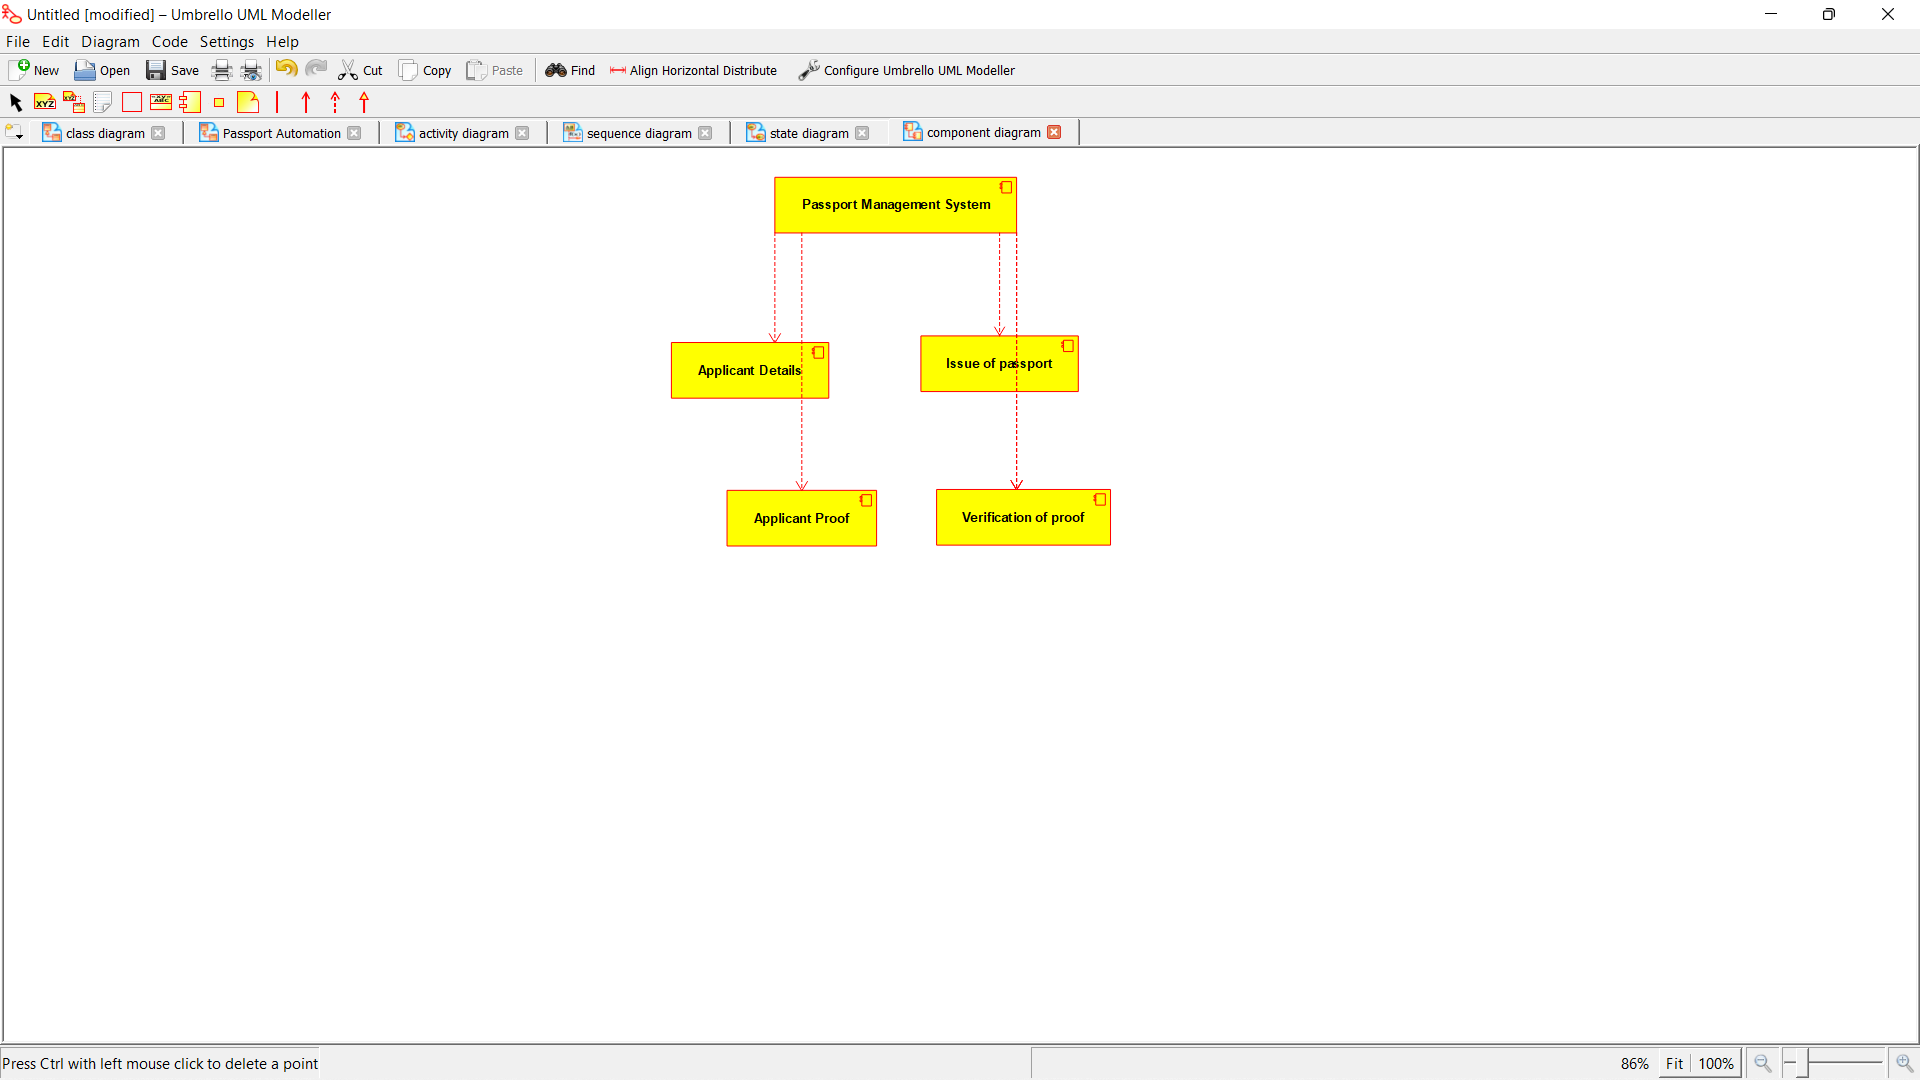 Untitled [modified] – Umbrello UML Modeller
File Edit Diagram Code Settings Help
New Open Save Cut Copy Paste Find Align Horizontal Distribute Configure Umbrello UML Modeller
class diagram Passport Automation activity diagram sequence diagram state diagram component diagram
Passport Management System
Applicant Details
Issue of passport
Applicant Proof
Verification of proof
Press Ctrl with left mouse click to delete a point
86% Fit 100%